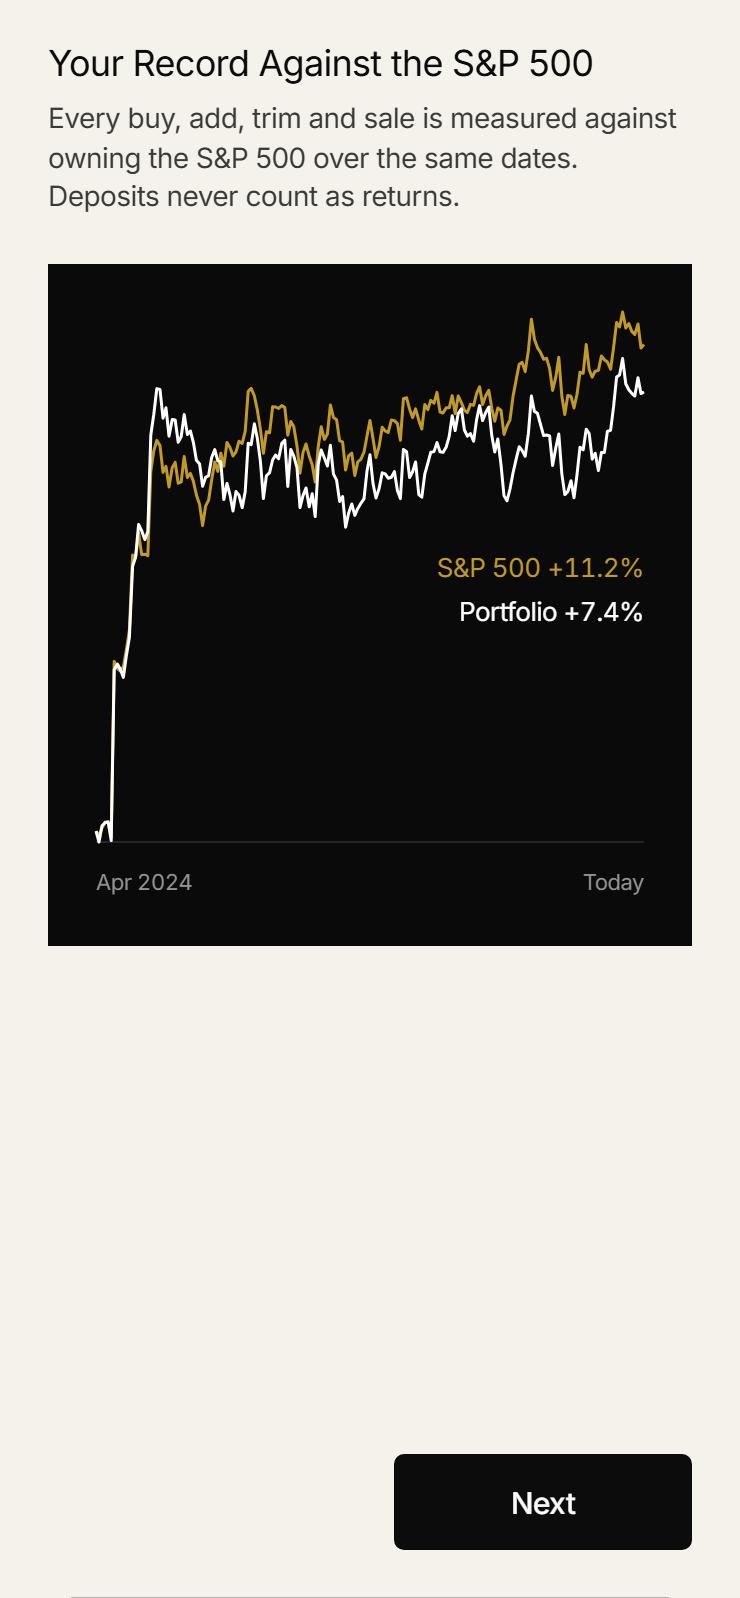 Your Record Against the S&P 500
Every buy, add, trim and sale is measured against
owning the S&P 500 over the same dates.
Deposits never count as returns.
S&P 500 +11.2%
Portfolio +7.4%
Apr 2024
Today
Next